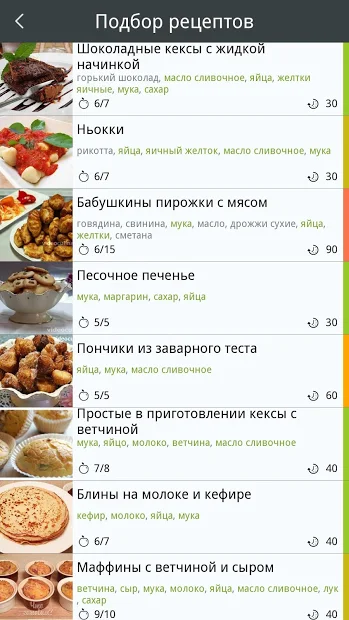 Подбор рецептов
Шоколадные кексы с жидкой
начинкой
горький шоколад, масло сливочное, яйца, желтки
яичные, мука, сахар
6/7 30
Ньокки
рикотта, яйца, яичный желток, масло сливочное, мука
6/7 30
Бабушкины пирожки с мясом
говядина, свинина, мука, масло, дрожжи сухие, яйца,
желтки, сметана
6/15 90
Песочное печенье
мука, маргарин, сахар, яйца
5/5 30
Пончики из заварного теста
яйца, мука, масло сливочное
5/5 60
Простые в приготовлении кексы с
ветчиной
мука, яйцо, молоко, ветчина, масло сливочное
7/8 40
Блины на молоке и кефире
кефир, молоко, яйца, мука
6/7 40
Маффины с ветчиной и сыром
ветчина, сыр, мука, молоко, яйца, масло сливочное, лук
, сахар
9/10 40